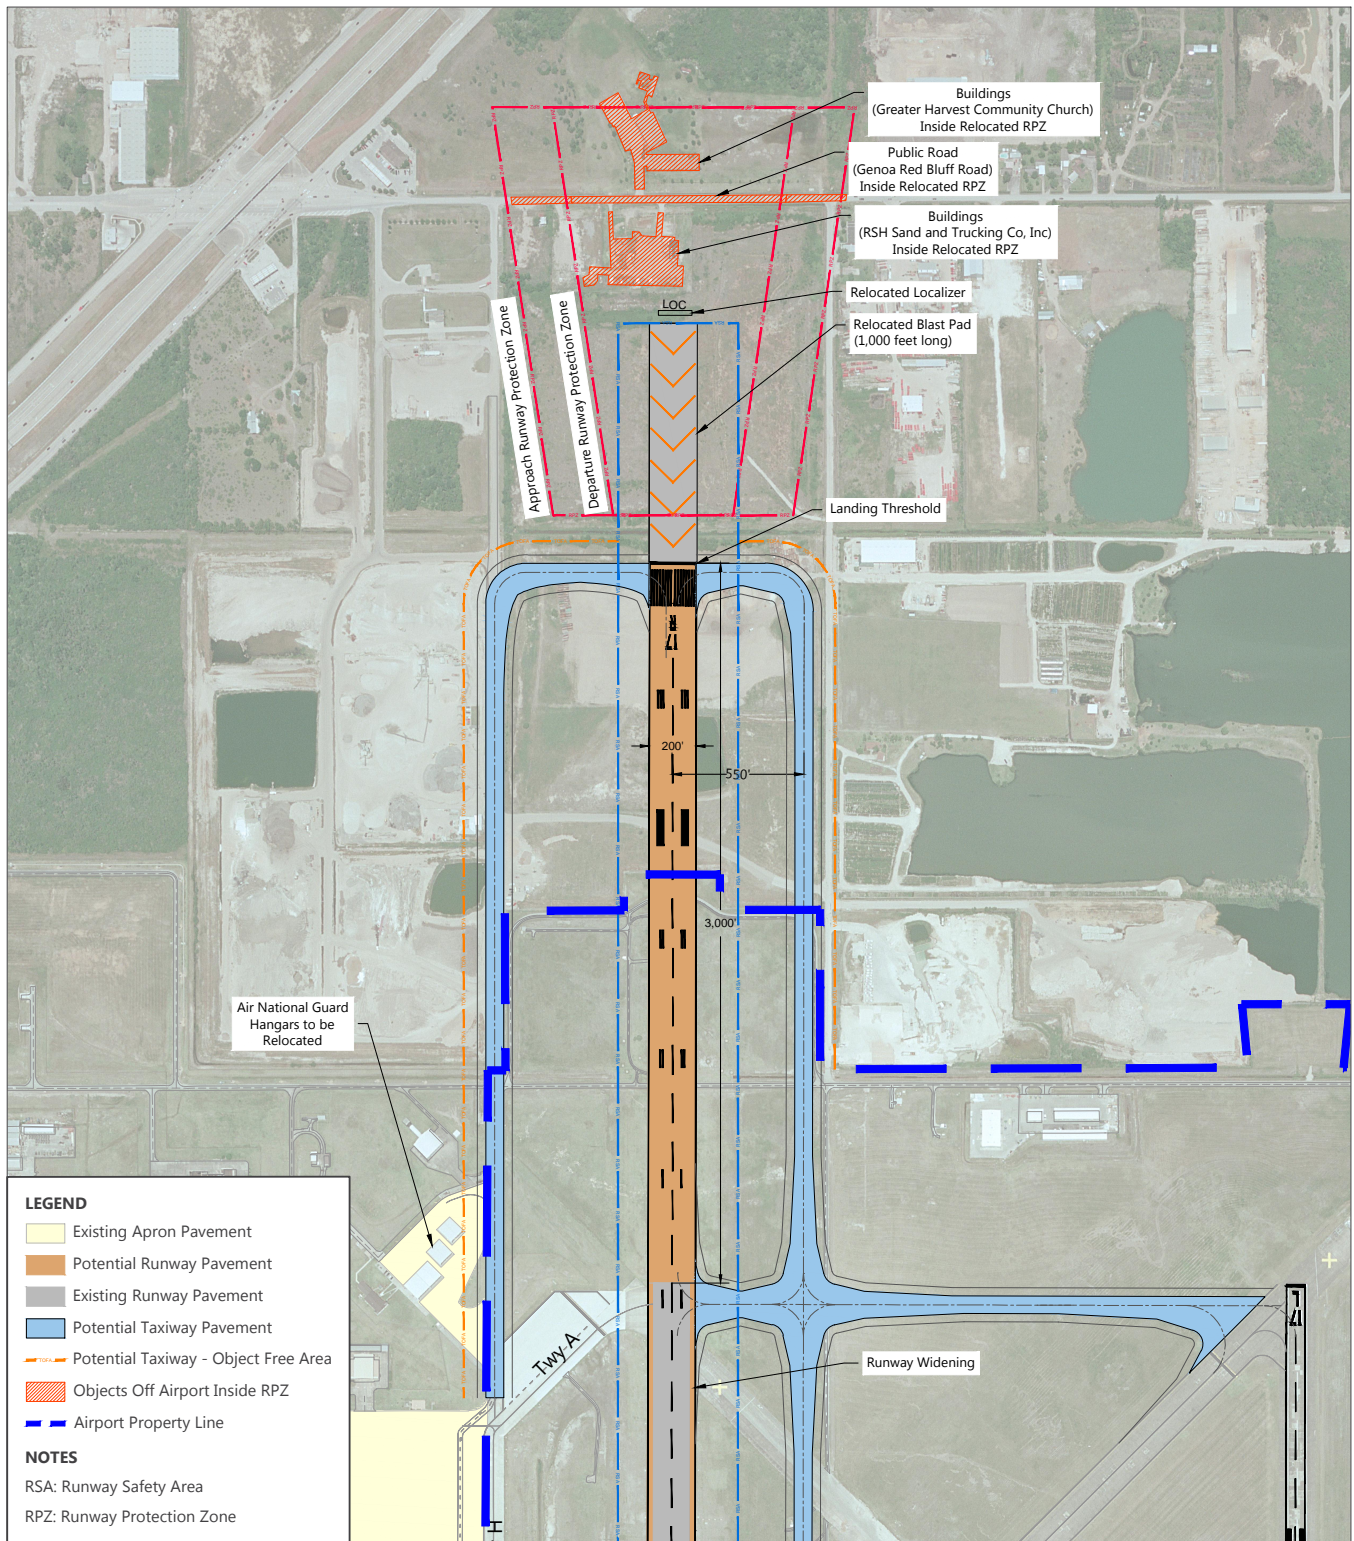 Buildings
(Greater Harvest Community Church)
Inside Relocated RPZ
Public Road
(Genoa Red Bluff Road)
Inside Relocated RPZ
Buildings
(RSH Sand and Trucking Co, Inc)
Inside Relocated RPZ
LOC
Relocated Localizer
Relocated Blast Pad
(1,000 feet long)
Approach Runway Protection Zone
Departure Runway Protection Zone
Landing Threshold
17
200'
550'
3,000'
Air National Guard
Hangars to be
Relocated
Twy A
Runway Widening
17
L
H
LEGEND
Existing Apron Pavement
Potential Runway Pavement
Existing Runway Pavement
Potential Taxiway Pavement
Potential Taxiway - Object Free Area
Objects Off Airport Inside RPZ
Airport Property Line
NOTES
RSA: Runway Safety Area
RPZ: Runway Protection Zone